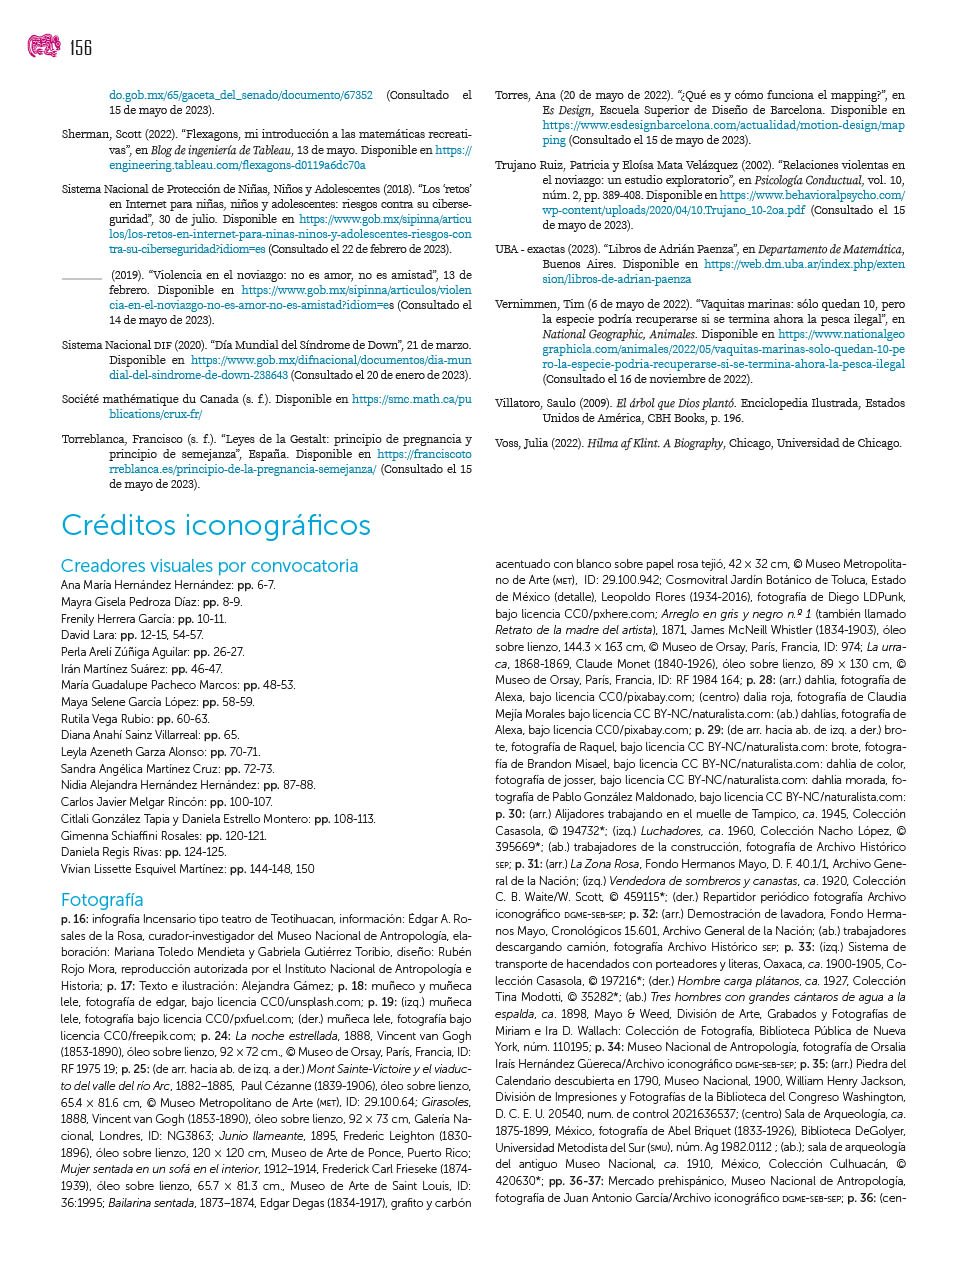 156
do.gob.mx/65/gaceta_del_senado/documento/67352 (Consultado el
15 de mayo de 2023).
Sherman, Scott (2022). “Flexagons, mi introducción a las matemáticas recreati-
vas”, en Blog de ingeniería de Tableau, 13 de mayo. Disponible en https://
engineering.tableau.com/flexagons-d0119a6dc70a
Sistema Nacional de Protección de Niñas, Niños y Adolescentes (2018). “Los ‘retos’
en Internet para niñas, niños y adolescentes: riesgos contra su ciberse-
guridad”, 30 de julio. Disponible en https://www.gob.mx/sipinna/articu
los/los-retos-en-internet-para-ninas-ninos-y-adolescentes-riesgos-con
tra-su-ciberseguridad?idiom=es (Consultado el 22 de febrero de 2023).
________ (2019). “Violencia en el noviazgo: no es amor, no es amistad”, 13 de
febrero. Disponible en https://www.gob.mx/sipinna/articulos/violen
cia-en-el-noviazgo-no-es-amor-no-es-amistad?idiom=es (Consultado el
14 de mayo de 2023).
Sistema Nacional DIF (2020). “Día Mundial del Síndrome de Down”, 21 de marzo.
Disponible en https://www.gob.mx/difnacional/documentos/dia-mun
dial-del-sindrome-de-down-238643 (Consultado el 20 de enero de 2023).
Société mathématique du Canada (s. f.). Disponible en https://smc.math.ca/pu
blications/crux-fr/
Torreblanca, Francisco (s. f.). “Leyes de la Gestalt: principio de pregnancia y
principio de semejanza”, España. Disponible en https://franciscoto
rreblanca.es/principio-de-la-pregnancia-semejanza/ (Consultado el 15
de mayo de 2023).
Torres, Ana (20 de mayo de 2022). “¿Qué es y cómo funciona el mapping?”, en
Es Design, Escuela Superior de Diseño de Barcelona. Disponible en
https://www.esdesignbarcelona.com/actualidad/motion-design/map
ping (Consultado el 15 de mayo de 2023).
Trujano Ruiz, Patricia y Eloísa Mata Velázquez (2002). “Relaciones violentas en
el noviazgo: un estudio exploratorio”, en Psicología Conductual, vol. 10,
núm. 2, pp. 389-408. Disponible en https://www.behavioralpsycho.com/
wp-content/uploads/2020/04/10.Trujano_10-2oa.pdf (Consultado el 15
de mayo de 2023).
UBA - exactas (2023). “Libros de Adrián Paenza”, en Departamento de Matemática,
Buenos Aires. Disponible en https://web.dm.uba.ar/index.php/exten
sion/libros-de-adrian-paenza
Vernimmen, Tim (6 de mayo de 2022). “Vaquitas marinas: sólo quedan 10, pero
la especie podría recuperarse si se termina ahora la pesca ilegal”, en
National Geographic, Animales. Disponible en https://www.nationalgeo
graphicla.com/animales/2022/05/vaquitas-marinas-solo-quedan-10-pe
ro-la-especie-podria-recuperarse-si-se-termina-ahora-la-pesca-ilegal
(Consultado el 16 de noviembre de 2022).
Villatoro, Saulo (2009). El árbol que Dios plantó. Enciclopedia Ilustrada, Estados
Unidos de América, CBH Books, p. 196.
Voss, Julia (2022). Hilma af Klint. A Biography, Chicago, Universidad de Chicago.
Créditos iconográficos
Creadores visuales por convocatoria
Ana María Hernández Hernández: pp. 6-7.
Mayra Gisela Pedroza Díaz: pp. 8-9.
Frenily Herrera García: pp. 10-11.
David Lara: pp. 12-15, 54-57.
Perla Arelí Zúñiga Aguilar: pp. 26-27.
Irán Martínez Suárez: pp. 46-47.
María Guadalupe Pacheco Marcos: pp. 48-53.
Maya Selene García López: pp. 58-59.
Rutila Vega Rubio: pp. 60-63.
Diana Anahí Sainz Villarreal: pp. 65.
Leyla Azeneth Garza Alonso: pp. 70-71.
Sandra Angélica Martínez Cruz: pp. 72-73.
Nidia Alejandra Hernández Hernández: pp. 87-88.
Carlos Javier Melgar Rincón: pp. 100-107.
Citlali González Tapia y Daniela Estrello Montero: pp. 108-113.
Gimenna Schiaffini Rosales: pp. 120-121.
Daniela Regis Rivas: pp. 124-125.
Vivian Lissette Esquivel Martínez: pp. 144-148, 150
Fotografía
p. 16: infografía Incensario tipo teatro de Teotihuacan, información: Édgar A. Ro-
sales de la Rosa, curador-investigador del Museo Nacional de Antropología, ela-
boración: Mariana Toledo Mendieta y Gabriela Gutiérrez Toribio, diseño: Rubén
Rojo Mora, reproducción autorizada por el Instituto Nacional de Antropología e
Historia; p. 17: Texto e ilustración: Alejandra Gámez; p. 18: muñeco y muñeca
lele, fotografía de edgar, bajo licencia CC0/unsplash.com; p. 19: (izq.) muñeca
lele, fotografía bajo licencia CC0/pxfuel.com; (der.) muñeca lele, fotografía bajo
licencia CC0/freepik.com; p. 24: La noche estrellada, 1888, Vincent van Gogh
(1853-1890), óleo sobre lienzo, 92 × 72 cm., © Museo de Orsay, París, Francia, ID:
RF 1975 19; p. 25: (de arr. hacia ab. de izq. a der.) Mont Sainte-Victoire y el viaduc-
to del valle del río Arc, 1882–1885, Paul Cézanne (1839-1906), óleo sobre lienzo,
65.4 × 81.6 cm, © Museo Metropolitano de Arte (MET), ID: 29.100.64; Girasoles,
1888, Vincent van Gogh (1853-1890), óleo sobre lienzo, 92 × 73 cm, Galería Na-
cional, Londres, ID: NG3863; Junio llameante, 1895, Frederic Leighton (1830-
1896), óleo sobre lienzo, 120 × 120 cm, Museo de Arte de Ponce, Puerto Rico;
Mujer sentada en un sofá en el interior, 1912–1914, Frederick Carl Frieseke (1874-
1939), óleo sobre lienzo, 65.7 × 81.3 cm., Museo de Arte de Saint Louis, ID:
36:1995; Bailarina sentada, 1873–1874, Edgar Degas (1834-1917), grafito y carbón
acentuado con blanco sobre papel rosa tejió, 42 × 32 cm, © Museo Metropolita-
no de Arte (MET), ID: 29.100.942; Cosmovitral Jardín Botánico de Toluca, Estado
de México (detalle), Leopoldo Flores (1934-2016), fotografía de Diego LDPunk,
bajo licencia CC0/pxhere.com; Arreglo en gris y negro n.º 1 (también llamado
Retrato de la madre del artista), 1871, James McNeill Whistler (1834-1903), óleo
sobre lienzo, 144.3 × 163 cm, © Museo de Orsay, París, Francia, ID: 974; La urra-
ca, 1868-1869, Claude Monet (1840-1926), óleo sobre lienzo, 89 × 130 cm, ©
Museo de Orsay, París, Francia, ID: RF 1984 164; p. 28: (arr.) dahlia, fotografía de
Alexa, bajo licencia CC0/pixabay.com; (centro) dalia roja, fotografía de Claudia
Mejía Morales bajo licencia CC BY-NC/naturalista.com: (ab.) dahlias, fotografía de
Alexa, bajo licencia CC0/pixabay.com; p. 29: (de arr. hacia ab. de izq. a der.) bro-
te, fotografía de Raquel, bajo licencia CC BY-NC/naturalista.com: brote, fotogra-
fía de Brandon Misael, bajo licencia CC BY-NC/naturalista.com: dahlia de color,
fotografía de josser, bajo licencia CC BY-NC/naturalista.com: dahlia morada, fo-
tografía de Pablo González Maldonado, bajo licencia CC BY-NC/naturalista.com:
p. 30: (arr.) Alijadores trabajando en el muelle de Tampico, ca. 1945, Colección
Casasola, © 194732*; (izq.) Luchadores, ca. 1960, Colección Nacho López, ©
395669*; (ab.) trabajadores de la construcción, fotografía de Archivo Histórico
SEP; p. 31: (arr.) La Zona Rosa, Fondo Hermanos Mayo, D. F. 40.1/1, Archivo Gene-
ral de la Nación; (izq.) Vendedora de sombreros y canastas, ca. 1920, Colección
C. B. Waite/W. Scott, © 459115*; (der.) Repartidor periódico fotografía Archivo
iconográfico DGME-SEB-SEP; p. 32: (arr.) Demostración de lavadora, Fondo Herma-
nos Mayo, Cronológicos 15.601, Archivo General de la Nación; (ab.) trabajadores
descargando camión, fotografía Archivo Histórico SEP; p. 33: (izq.) Sistema de
transporte de hacendados con porteadores y literas, Oaxaca, ca. 1900-1905, Co-
lección Casasola, © 197216*; (der.) Hombre carga plátanos, ca. 1927, Colección
Tina Modotti, © 35282*; (ab.) Tres hombres con grandes cántaros de agua a la
espalda, ca. 1898, Mayo & Weed, División de Arte, Grabados y Fotografías de
Miriam e Ira D. Wallach: Colección de Fotografía, Biblioteca Pública de Nueva
York, núm. 110195; p. 34: Museo Nacional de Antropología, fotografía de Orsalia
Iraís Hernández Güereca/Archivo iconográfico DGME-SEB-SEP; p. 35: (arr.) Piedra del
Calendario descubierta en 1790, Museo Nacional, 1900, William Henry Jackson,
División de Impresiones y Fotografías de la Biblioteca del Congreso Washington,
D. C. E. U. 20540, num. de control 2021636537; (centro) Sala de Arqueología, ca.
1875-1899, México, fotografía de Abel Briquet (1833-1926), Biblioteca DeGolyer,
Universidad Metodista del Sur (SMU), núm. Ag 1982.0112 ; (ab.); sala de arqueología
del antiguo Museo Nacional, ca. 1910, México, Colección Culhuacán, ©
420630*; pp. 36-37: Mercado prehispánico, Museo Nacional de Antropología,
fotografía de Juan Antonio García/Archivo iconográfico DGME-SEB-SEP; p. 36: (cen-